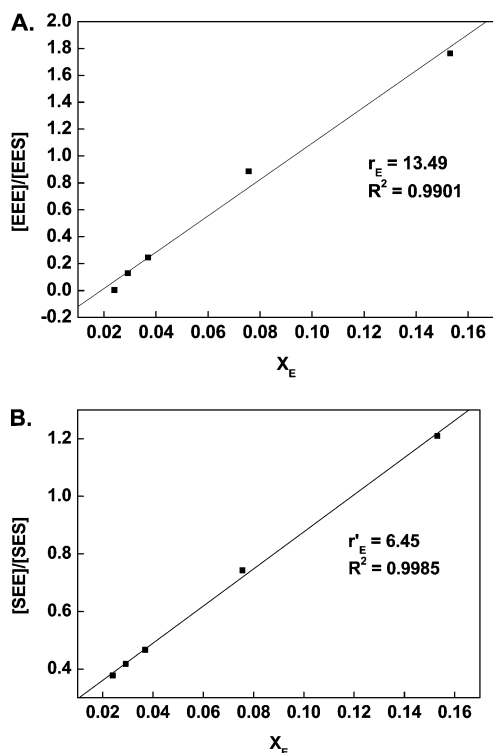 A.
2.0
1.8
1.6
1.4
1.2
1.0
0.8
0.6
0.4
0.2
0.0
-0.2
[EEE]/[EES]
r_E = 13.49
R² = 0.9901
0.02 0.04 0.06 0.08 0.10 0.12 0.14 0.16
X_E
B.
1.2
1.0
0.8
0.6
0.4
[SEE]/[SES]
r'_E = 6.45
R² = 0.9985
0.02 0.04 0.06 0.08 0.10 0.12 0.14 0.16
X_E